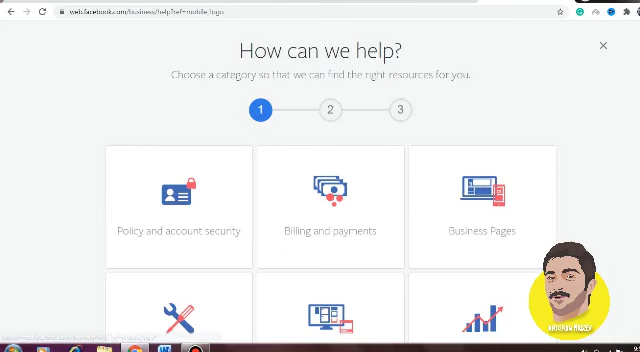 web.facebook.com/business/help?ref=mobile_logo
How can we help?
Choose a category so that we can find the right resources for you.
1 2 3
Policy and account security
Billing and payments
Business Pages